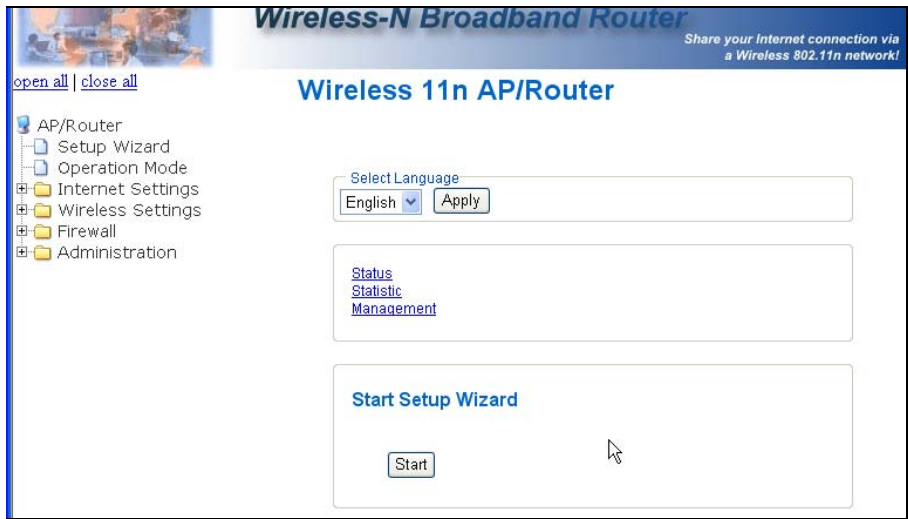 Wireless-N Broadband Router
Share your Internet connection via
a Wireless 802.11n network!
open all | close all
AP/Router
Setup Wizard
Operation Mode
Internet Settings
Wireless Settings
Firewall
Administration
Wireless 11n AP/Router
Select Language
English Apply
Status
Statistic
Management
Start Setup Wizard
Start